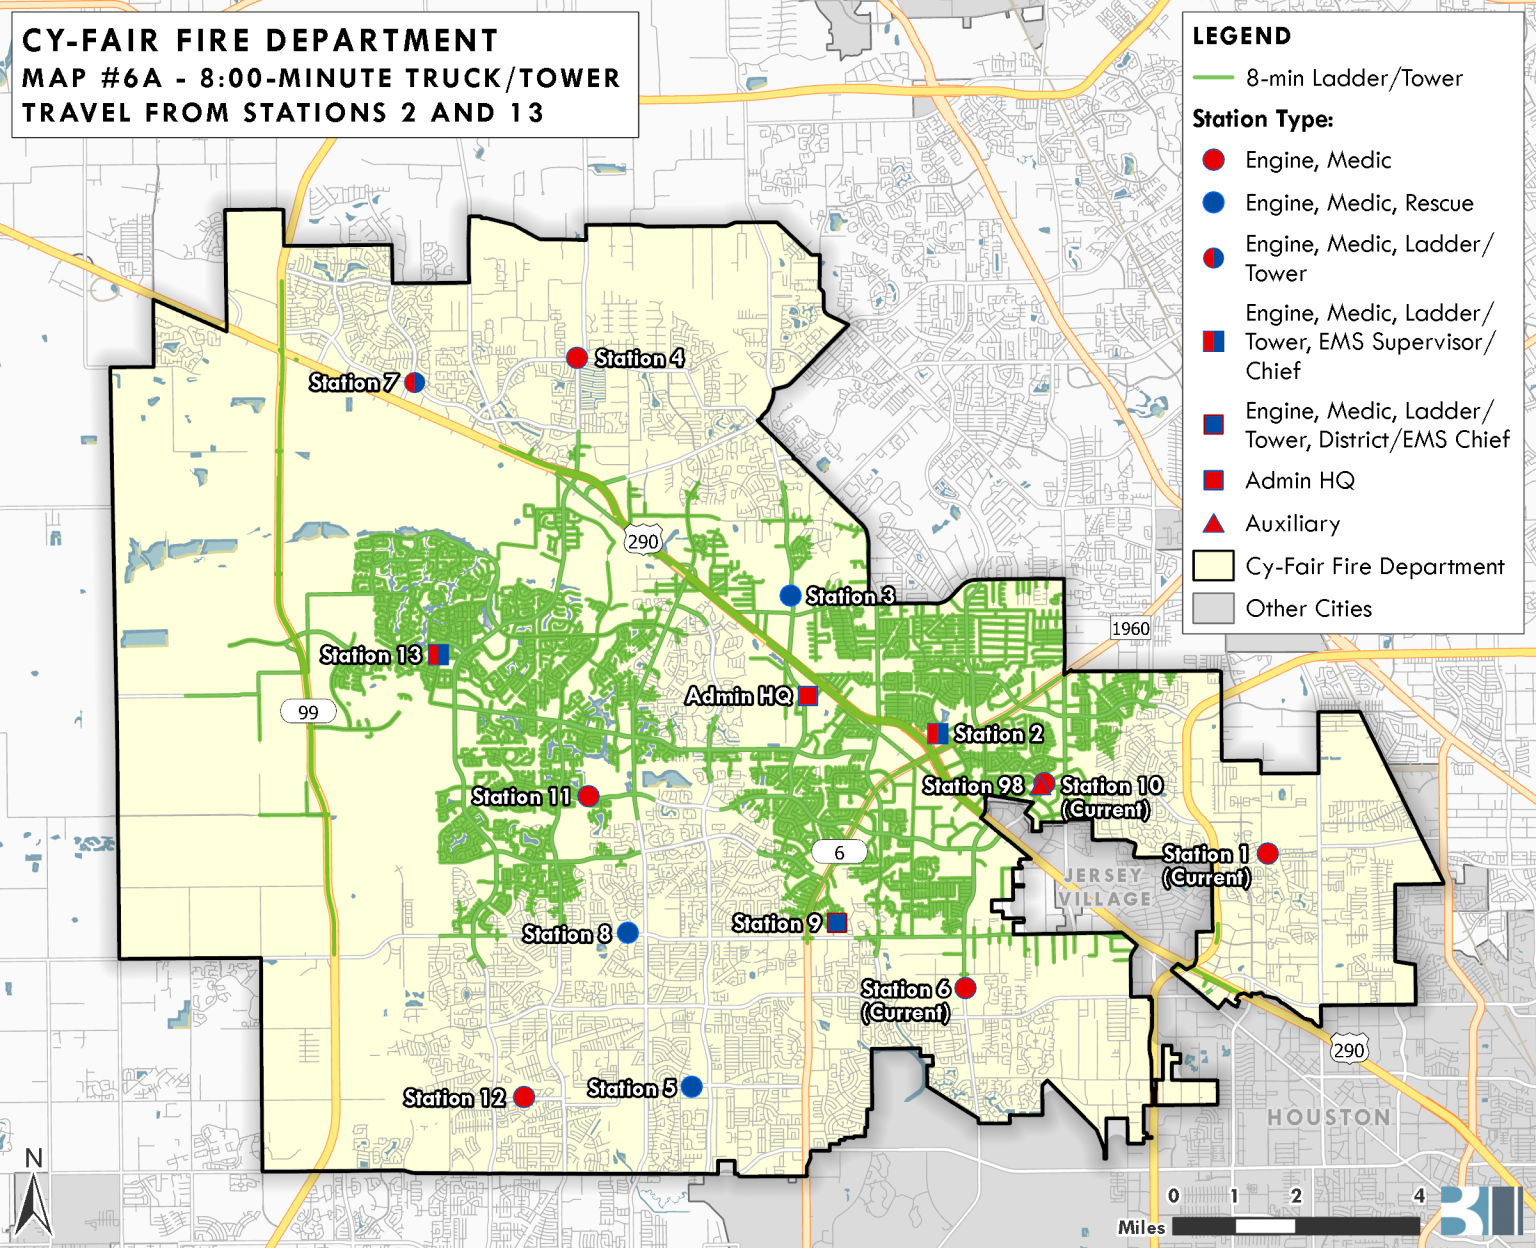 CY-FAIR FIRE DEPARTMENT
MAP #6A - 8:00-MINUTE TRUCK/TOWER
TRAVEL FROM STATIONS 2 AND 13
LEGEND
8-min Ladder/Tower
Station Type:
Engine, Medic
Engine, Medic, Rescue
Engine, Medic, Ladder/
Tower
Engine, Medic, Ladder/
Tower, EMS Supervisor/
Chief
Engine, Medic, Ladder/
Tower, District/EMS Chief
Admin HQ
Auxiliary
Cy-Fair Fire Department
Other Cities
Station 4
Station 7
290
Station 3
1960
Station 13
Admin HQ
99
Station 2
Station 98
Station 10
(Current)
Station 11
6
Station 1
(Current)
JERSEY
VILLAGE
Station 9
Station 8
Station 6
(Current)
290
Station 5
Station 12
HOUSTON
N
0 1 2 4
Miles